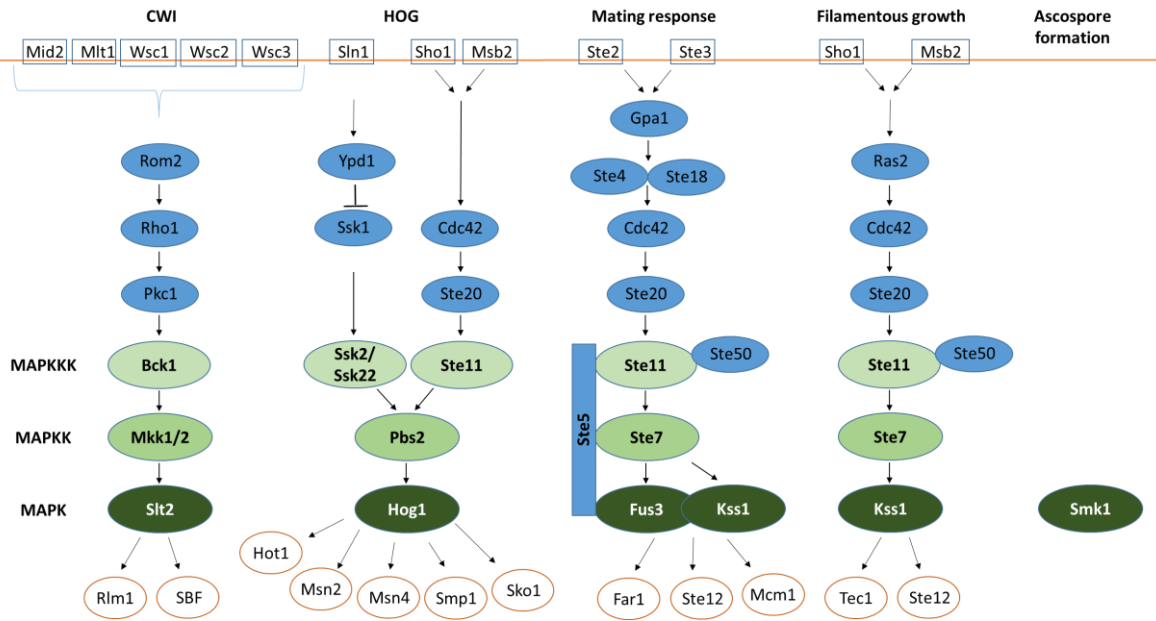 CWI
HOG
Mating response
Filamentous growth
Ascospore
formation
Mid2
Mlt1
Wsc1
Wsc2
Wsc3
Sln1
Sho1
Msb2
Ste2
Ste3
Sho1
Msb2
Gpa1
Rom2
Ypd1
Ste4
Ste18
Ras2
Rho1
Ssk1
Cdc42
Cdc42
Cdc42
Pkc1
Ste20
Ste20
Ste20
MAPKKK
Bck1
Ssk2/
Ssk22
Ste11
Ste11
Ste50
Ste11
Ste50
Ste5
MAPKK
Mkk1/2
Pbs2
Ste7
Ste7
MAPK
Slt2
Hog1
Fus3
Kss1
Kss1
Smk1
Hot1
Rlm1
SBF
Msn2
Msn4
Smp1
Sko1
Far1
Ste12
Mcm1
Tec1
Ste12